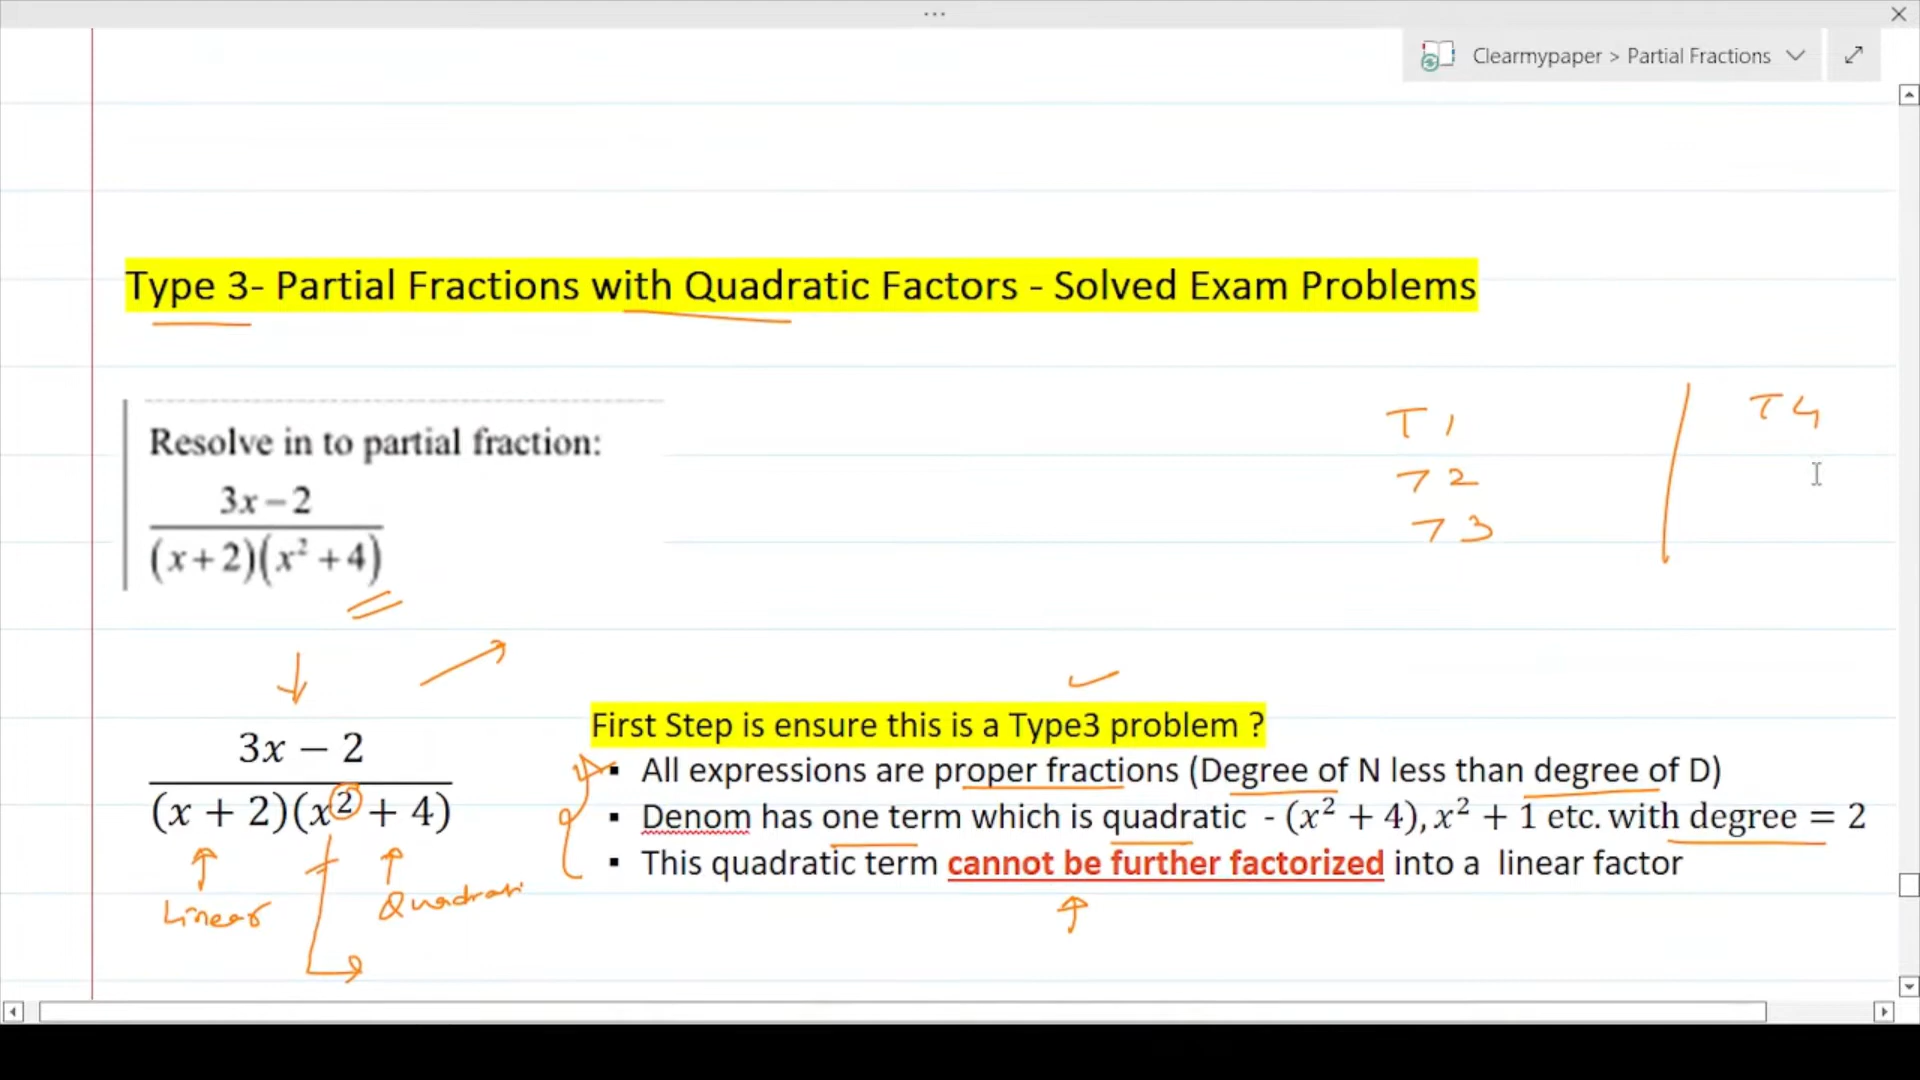 Clearmypaper > Partial Fractions
Type 3- Partial Fractions with Quadratic Factors - Solved Exam Problems
Resolve in to partial fraction:
3x−2
(x+2)(x²+4)
T1
T2
T3
T4
3x − 2
(x + 2)(x² + 4)
Linear
Quadrati
First Step is ensure this is a Type3 problem ?
▪ All expressions are proper fractions (Degree of N less than degree of D)
▪ Denom has one term which is quadratic - (x² + 4), x² + 1 etc. with degree = 2
▪ This quadratic term cannot be further factorized into a linear factor